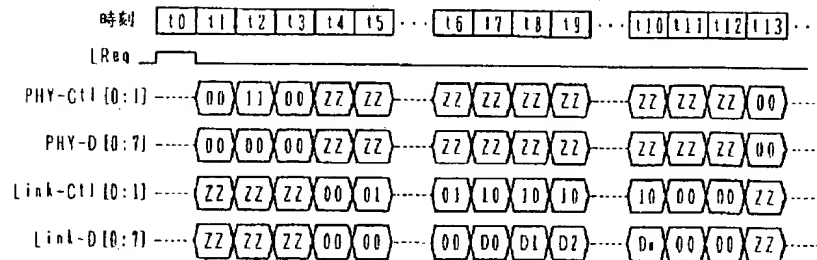 時刻 t0 t1 t2 t3 t4 t5 ··· t6 t7 t8 t9 ··· t10 t11 t12 t13 ··
LReq
PHY-Ctl [0:1] 00 11 00 ZZ ZZ ZZ ZZ ZZ ZZ ZZ ZZ ZZ 00
PHY-D [0:7] 00 00 00 ZZ ZZ ZZ ZZ ZZ ZZ ZZ ZZ ZZ 00
Link-Ctl [0:1] ZZ ZZ ZZ 00 01 01 10 10 10 10 00 00 ZZ
Link-D [0:7] ZZ ZZ ZZ 00 00 00 D0 D1 D2 Dn 00 00 ZZ